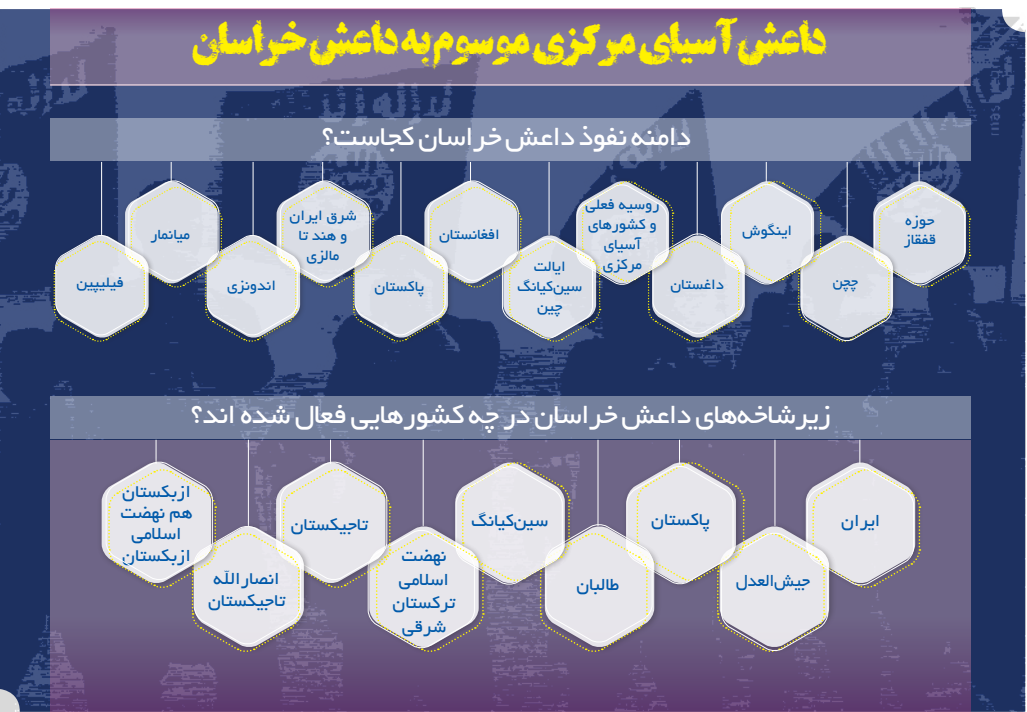 داعش آسیای مرکزی موسوم به داعش خراسان
دامنه نفوذ داعش خراسان کجاست؟
حوزه
قفقاز
چچن
اینگوش
داغستان
روسیه فعلی
و کشورهای
آسیای
مرکزی
ایالت
سین‌کیانگ
چین
افغانستان
پاکستان
شرق ایران
و هند تا
مالزی
اندونزی
میانمار
فیلیپین
زیرشاخه‌های داعش خراسان در چه کشورهایی فعال شده اند؟
ایران
جیش‌العدل
پاکستان
طالبان
سین‌کیانگ
نهضت
اسلامی
ترکستان
شرقی
تاجیکستان
انصارالله
تاجیکستان
ازبکستان
هم نهضت
اسلامی
ازبکستان